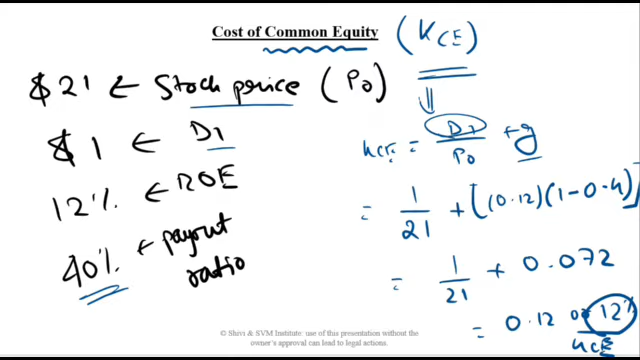 Cost of Common Equity (KCE)
$21 ← Stock price (P0)
$1 ← D1
12% ← ROE
40% ← payout ratio
KCE = D1/P0 + g
= 1/21 + [(0.12)(1-0.4)]
= 1/21 + 0.072
= 0.12 or 12%
KCE
© Shivi & SVM Institute: use of this presentation without the
owner's approval can lead to legal actions.